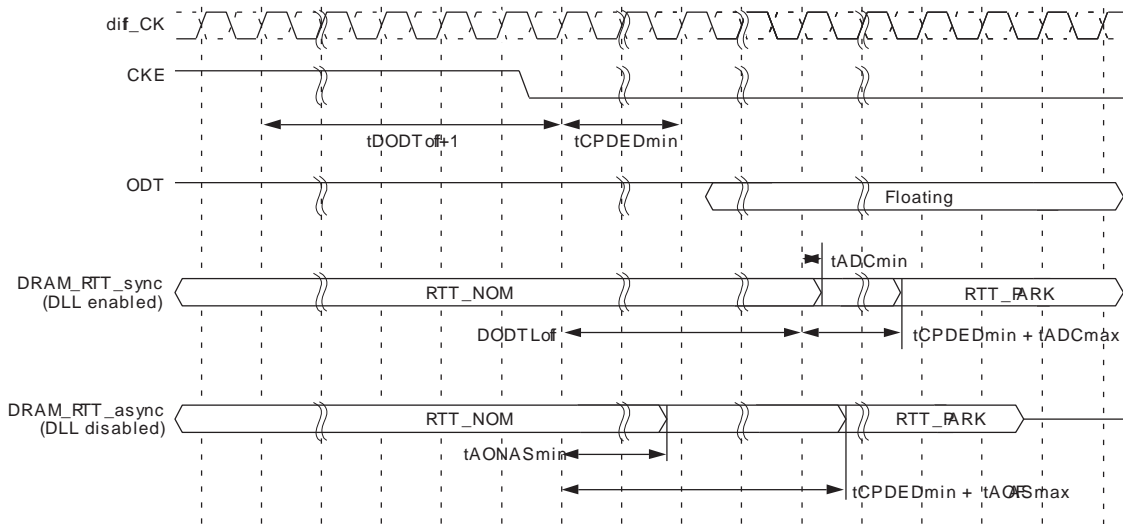 dif_CK
CKE
tDODToff+1
tCPDEDmin
ODT
Floating
tADCmin
DRAM_RTT_sync
(DLL enabled)
RTT_NOM
RTT_PARK
DODTLoff
tCPDEDmin + tADCmax
DRAM_RTT_async
(DLL disabled)
RTT_NOM
RTT_PARK
tAONASmin
tCPDEDmin + tAOFASmax